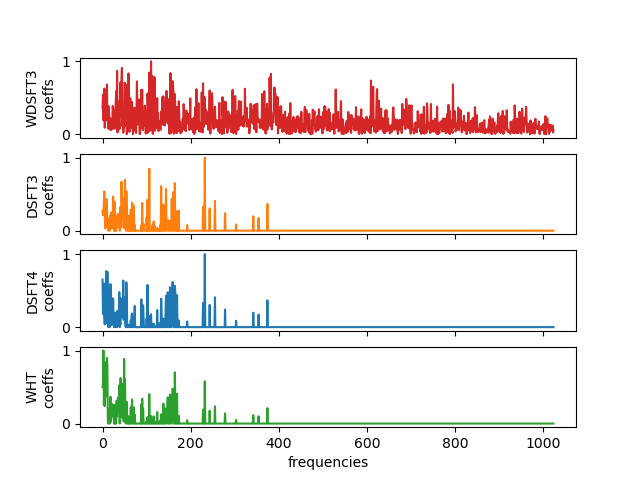 WDSFT3
coeffs
1
0
DSFT3
coeffs
1
0
DSFT4
coeffs
1
0
WHT
coeffs
1
0
0 200 400 600 800 1000
frequencies